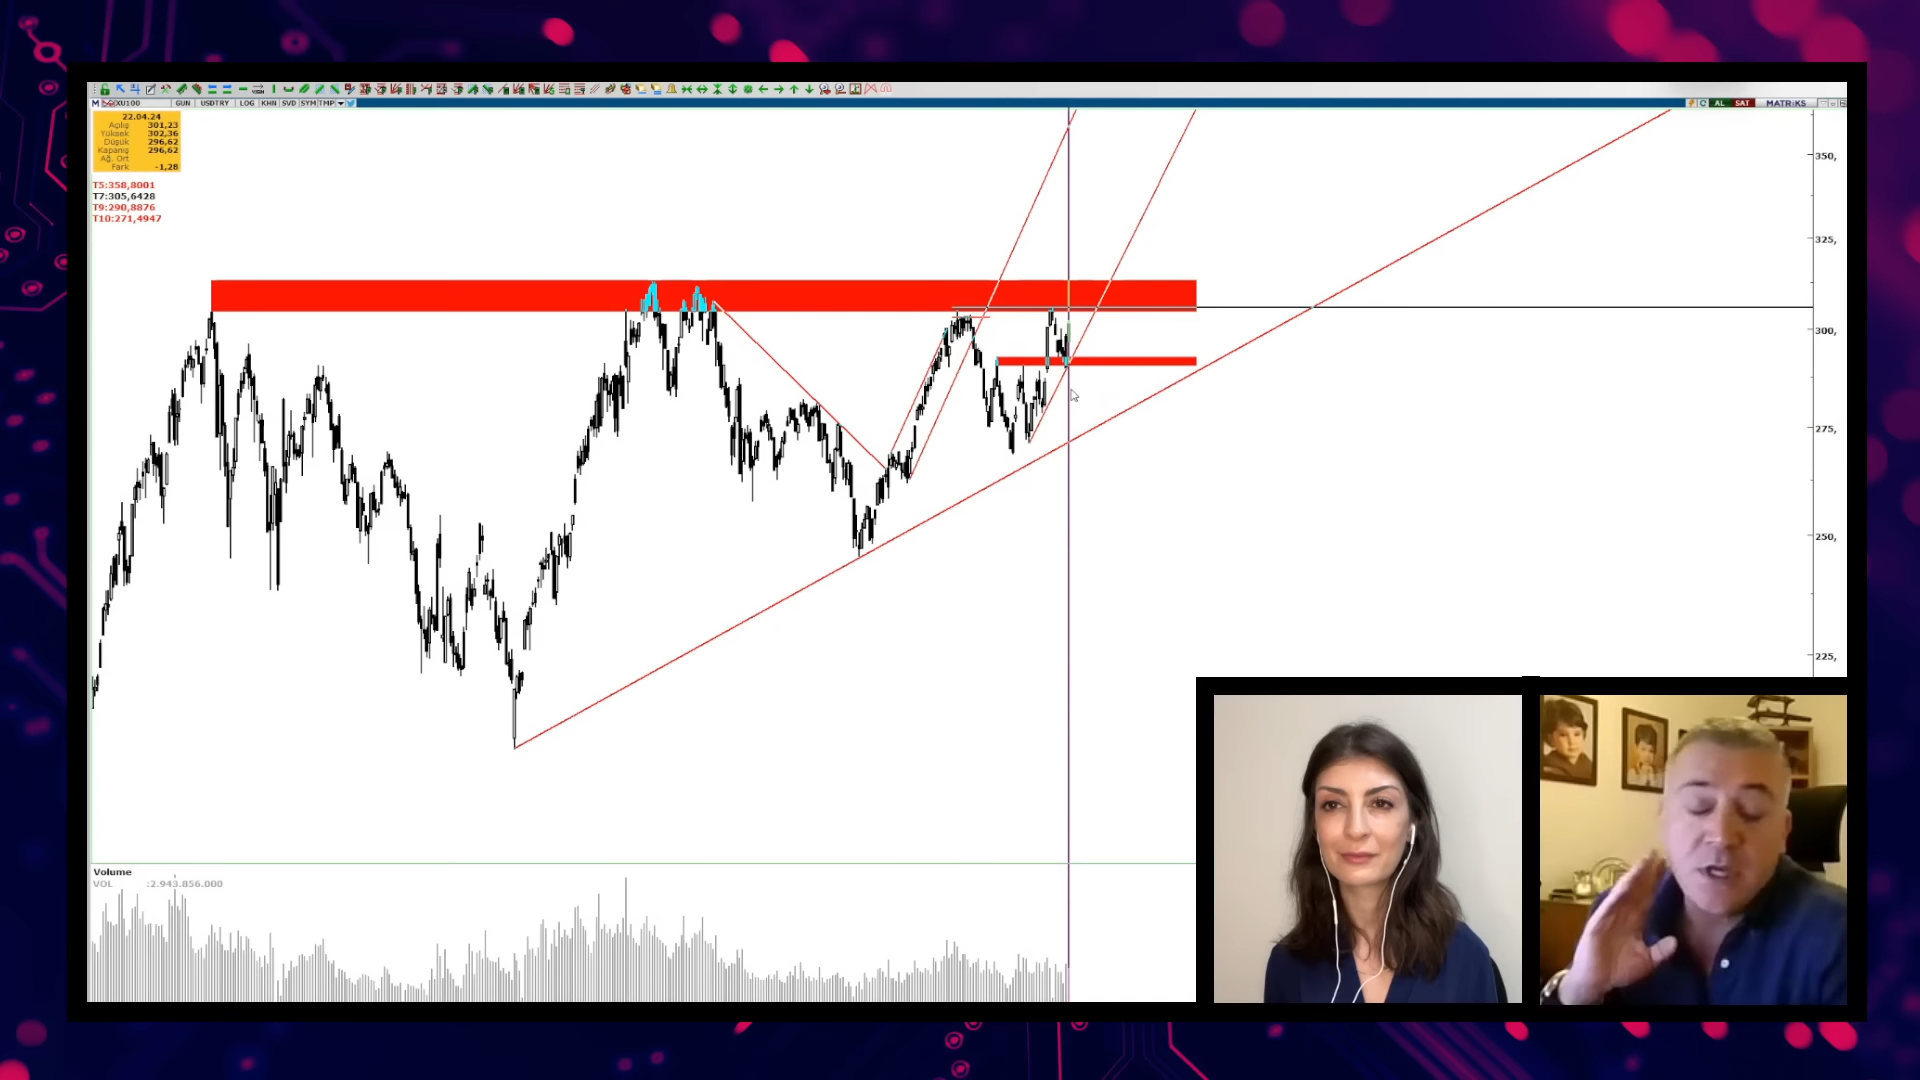 XU100 GUN USDTRY LOG KHN SVD SYM TMP
AL SAT MATRiKS
22.04.24
Açılış 301,23
Yüksek 302,36
Düşük 296,62
Kapanış 296,62
Ağ. Ort
Fark -1,28
T5:358,8001
T7:305,6428
T9:290,8876
T10:271,4947
350,
325,
300,
275,
250,
225,
Volume
VOL :2.943.856.000